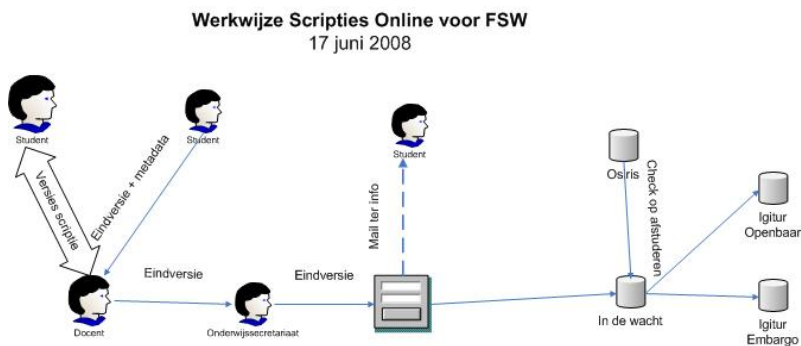 Werkwijze Scripties Online voor FSW
17 juni 2008
Student
Student
Student
Versies scriptie
Eindversie + metadata
Mail ter info
Osiris
Check op afstuderen
Igitur
Openbaar
Eindversie
Eindversie
Docent
Onderwijssecretariaat
In de wacht
Igitur
Embargo